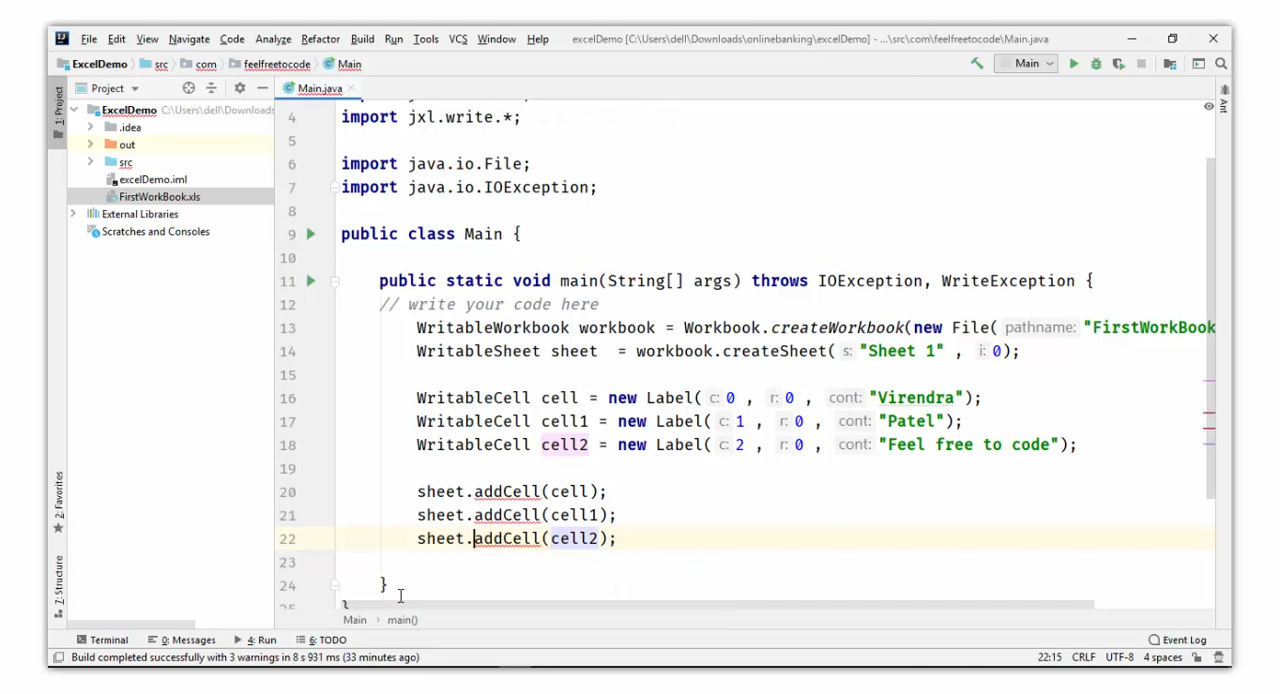 File Edit View Navigate Code Analyze Refactor Build Run Tools VCS Window Help excelDemo [C:\Users\dell\Downloads\onlinebanking\excelDemo] - ...\src\com\feelfreetocode\Main.java
ExcelDemo src com feelfreetocode Main Main
1: Project
Project
Main.java
Ant
ExcelDemo C:\Users\dell\Downloads
.idea
out
src
excelDemo.iml
FirstWorkBook.xls
External Libraries
Scratches and Consoles
4 import jxl.write.*;
5
6 import java.io.File;
7 import java.io.IOException;
8
9 public class Main {
10
11 public static void main(String[] args) throws IOException, WriteException {
12 // write your code here
13 WritableWorkbook workbook = Workbook.createWorkbook(new File( pathname: "FirstWorkBook
14 WritableSheet sheet = workbook.createSheet( s: "Sheet 1" , i: 0);
15
16 WritableCell cell = new Label( c: 0 , r: 0 , cont: "Virendra");
17 WritableCell cell1 = new Label( c: 1 , r: 0 , cont: "Patel");
18 WritableCell cell2 = new Label( c: 2 , r: 0 , cont: "Feel free to code");
19
20 sheet.addCell(cell);
21 sheet.addCell(cell1);
22 sheet.addCell(cell2);
23
24 }
25 }
2: Favorites
7: Structure
Main main()
Terminal 0: Messages 4: Run 6: TODO Event Log
Build completed successfully with 3 warnings in 8 s 931 ms (33 minutes ago) 22:15 CRLF UTF-8 4 spaces